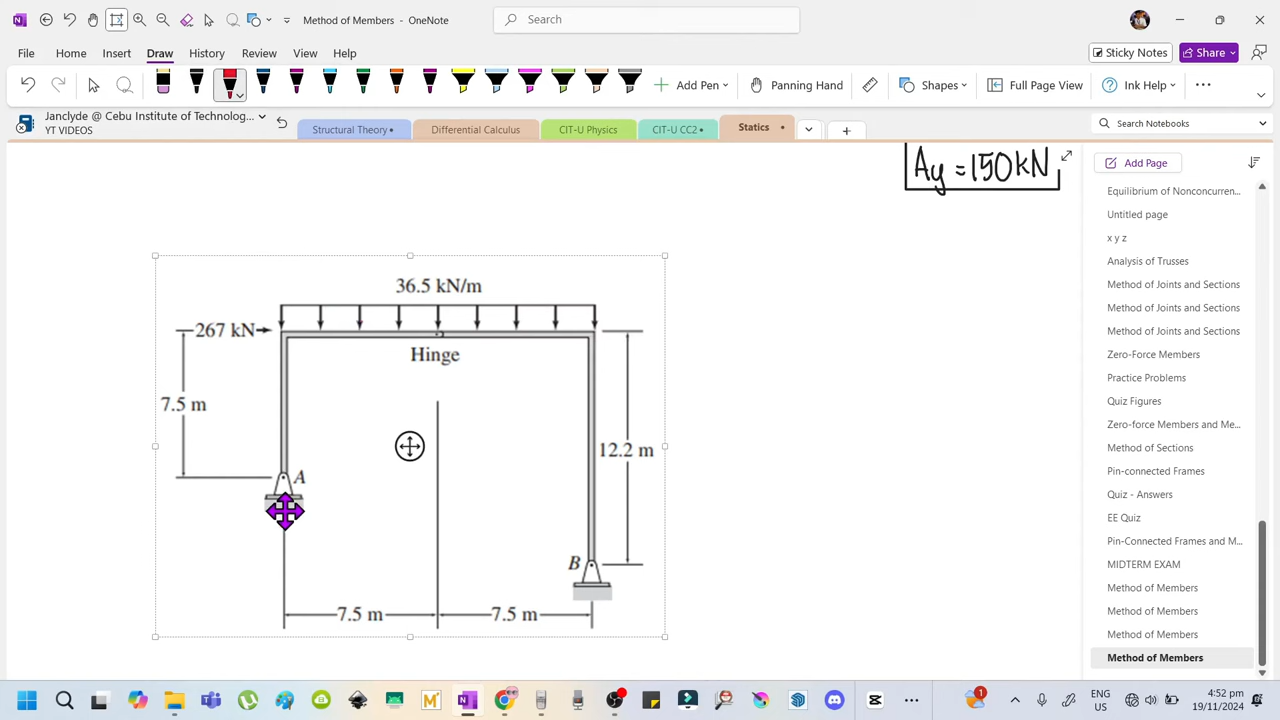 Method of Members - OneNote
Search
File Home Insert Draw History Review View Help
Sticky Notes
Share
Add Pen
Panning Hand
Shapes
Full Page View
Ink Help
Janclyde @ Cebu Institute of Technolog...
YT VIDEOS
Structural Theory
Differential Calculus
CIT-U Physics
CIT-U CC2
Statics
Search Notebooks
Add Page
Ay = 150 kN
36.5 kN/m
267 kN
Hinge
7.5 m
12.2 m
A
B
7.5 m
7.5 m
Equilibrium of Nonconcurren...
Untitled page
x y z
Analysis of Trusses
Method of Joints and Sections
Method of Joints and Sections
Method of Joints and Sections
Zero-Force Members
Practice Problems
Quiz Figures
Zero-force Members and Me...
Method of Sections
Pin-connected Frames
Quiz - Answers
EE Quiz
Pin-Connected Frames and M...
MIDTERM EXAM
Method of Members
Method of Members
Method of Members
Method of Members
1
ENG
US
4:52 pm
19/11/2024